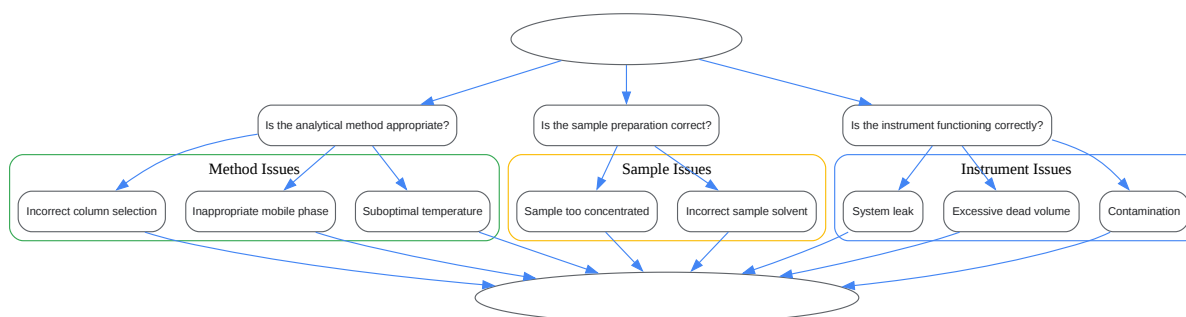 Is the analytical method appropriate?
Is the sample preparation correct?
Is the instrument functioning correctly?
Method Issues
Sample Issues
Instrument Issues
Incorrect column selection
Inappropriate mobile phase
Suboptimal temperature
Sample too concentrated
Incorrect sample solvent
System leak
Excessive dead volume
Contamination